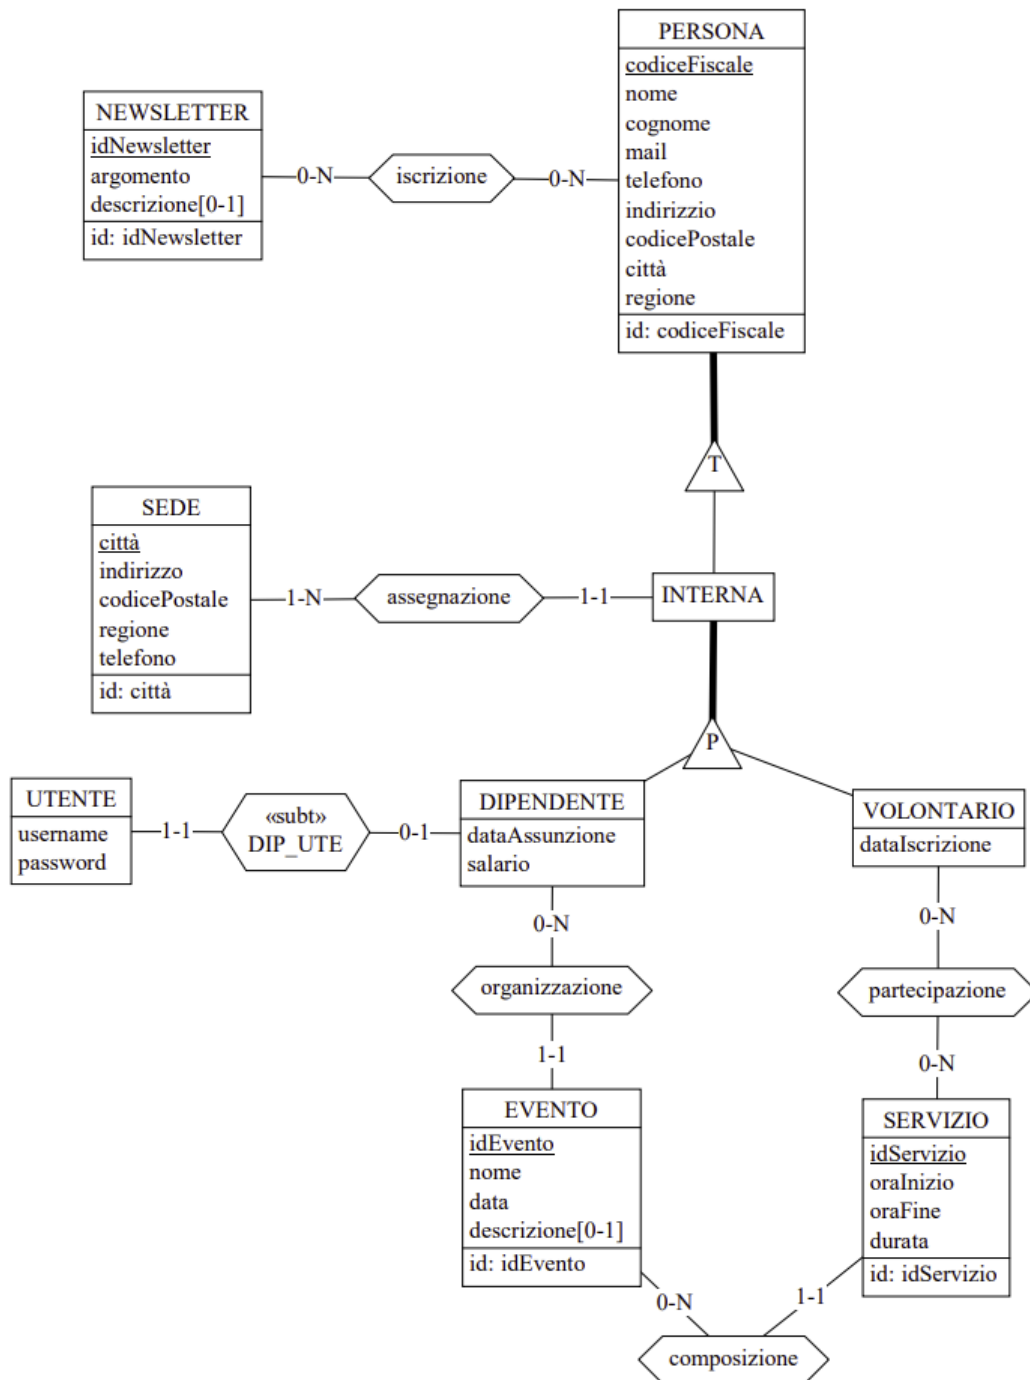 PERSONA
codiceFiscale
nome
cognome
mail
telefono
indirizzio
codicePostale
città
regione
id: codiceFiscale
NEWSLETTER
idNewsletter
argomento
descrizione[0-1]
id: idNewsletter
0-N
iscrizione
0-N
T
SEDE
città
indirizzo
codicePostale
regione
telefono
id: città
1-N
assegnazione
1-1
INTERNA
P
UTENTE
username
password
1-1
«subt»
DIP_UTE
0-1
DIPENDENTE
dataAssunzione
salario
VOLONTARIO
dataIscrizione
0-N
organizzazione
1-1
0-N
partecipazione
0-N
EVENTO
idEvento
nome
data
descrizione[0-1]
id: idEvento
SERVIZIO
idServizio
oraInizio
oraFine
durata
id: idServizio
0-N
composizione
1-1